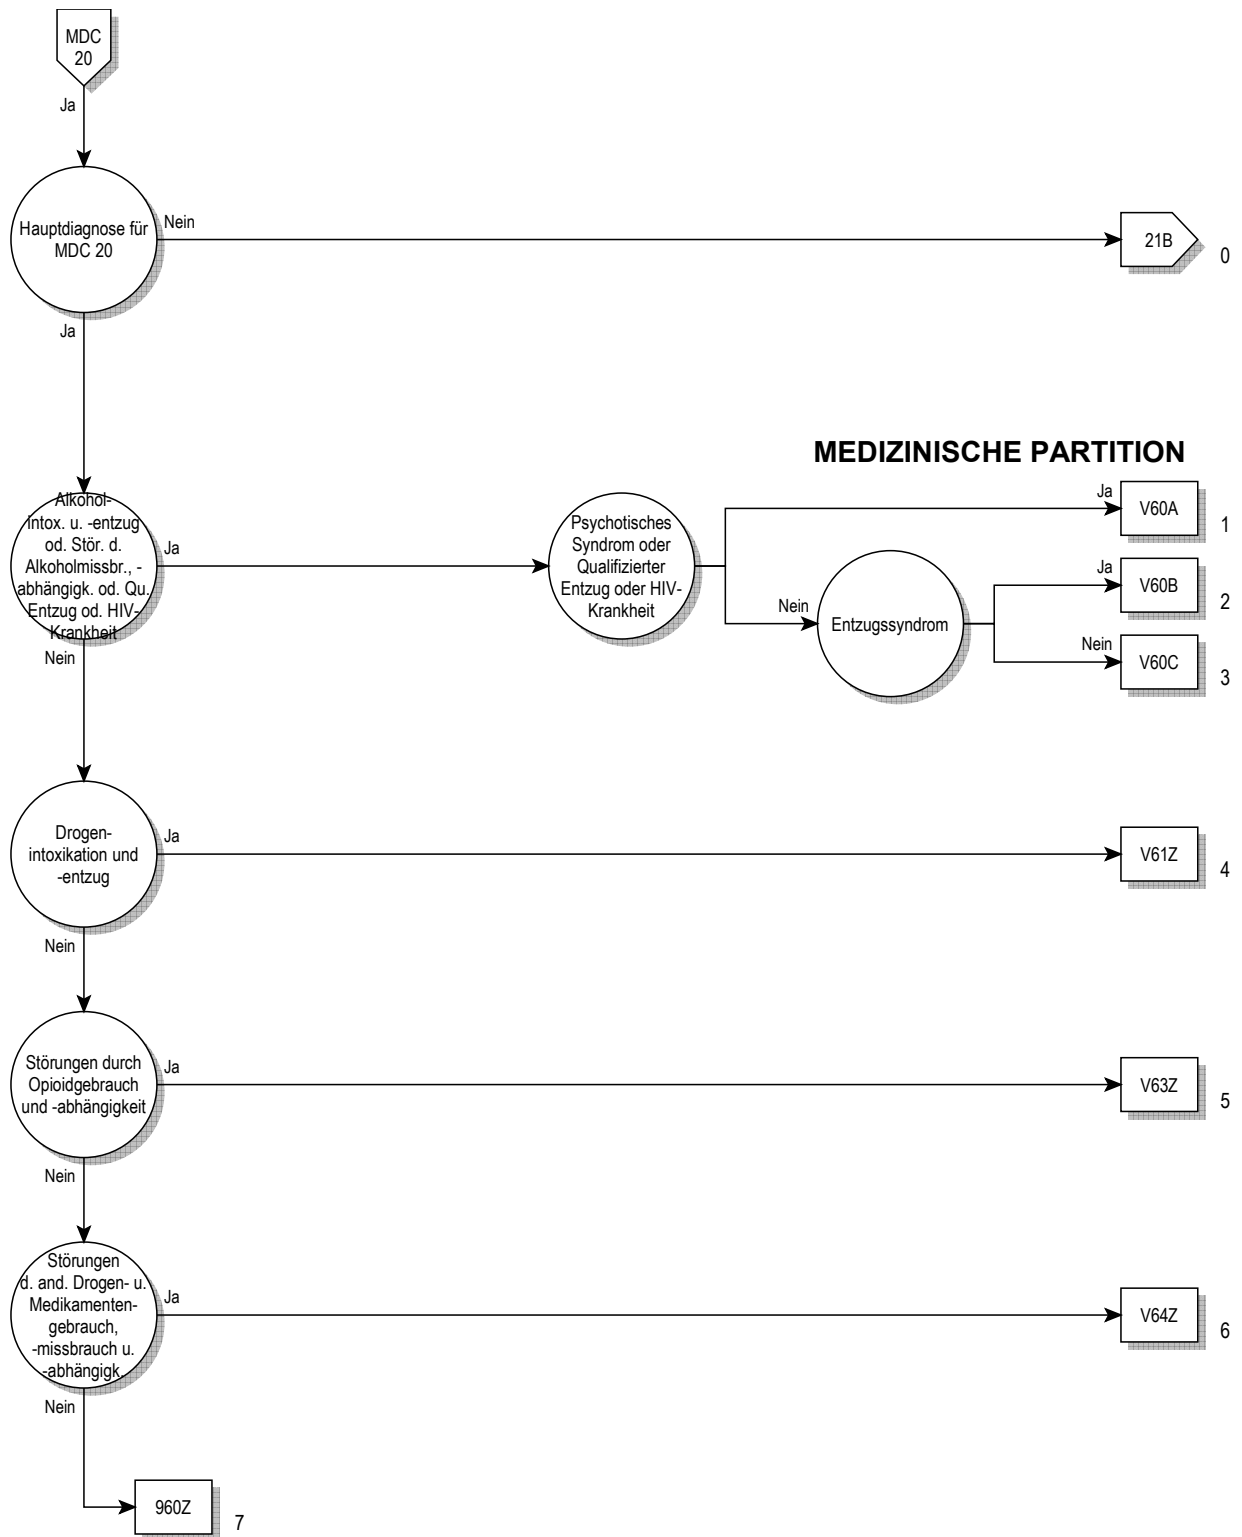 MDC
20
Ja
Hauptdiagnose für
MDC 20
Nein
21B
0
Ja
MEDIZINISCHE PARTITION
Alkohol-
intox. u. -entzug
od. Stör. d.
Alkoholmissbr., -
abhängigk. od. Qu.
Entzug od. HIV-
Krankheit
Ja
Psychotisches
Syndrom oder
Qualifizierter
Entzug oder HIV-
Krankheit
Ja
V60A
1
Nein
Entzugssyndrom
Ja
V60B
2
Nein
V60C
3
Nein
Drogen-
intoxikation und
-entzug
Ja
V61Z
4
Nein
Störungen durch
Opioidgebrauch
und -abhängigkeit
Ja
V63Z
5
Nein
Störungen
d. and. Drogen- u.
Medikamenten-
gebrauch,
-missbrauch u.
-abhängigk.
Ja
V64Z
6
Nein
960Z
7